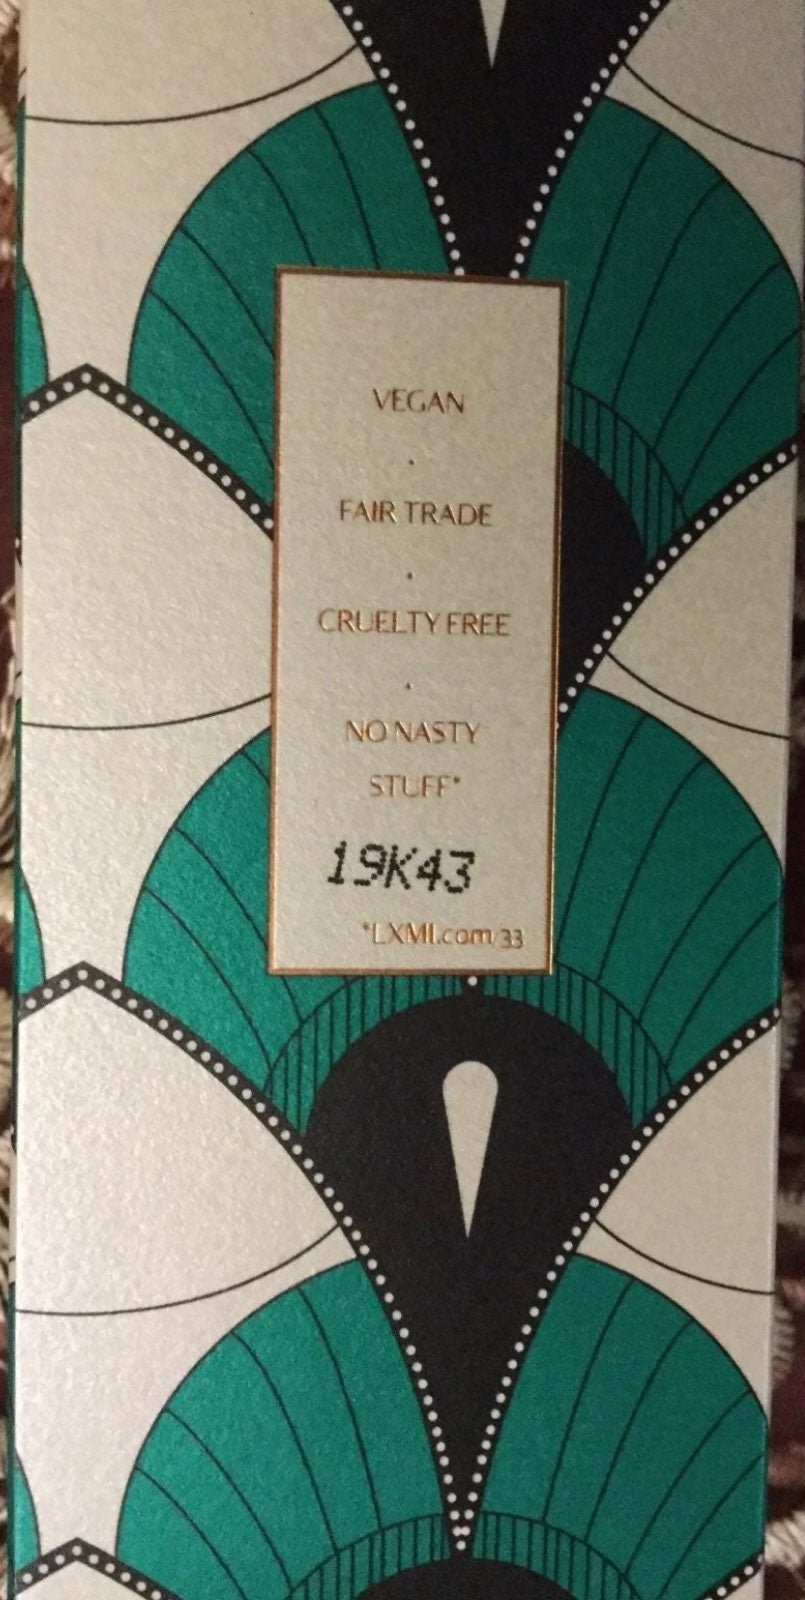 VEGAN
·
FAIR TRADE
·
CRUELTY FREE
·
NO NASTY
STUFF*
19K43
*LXMI.com/33